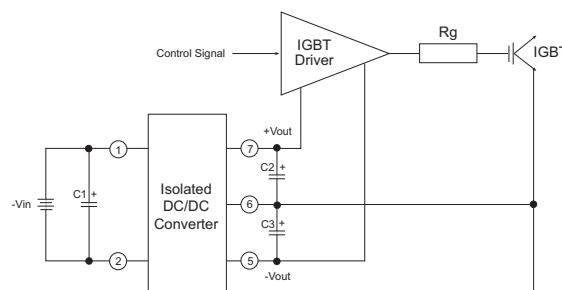 Rg
IGBT
Driver
IGBT
Control Signal
+Vout
1
7
C1 +
C2 +
-Vin
Isolated
DC/DC
Converter
6
C3 +
2
5
-Vout